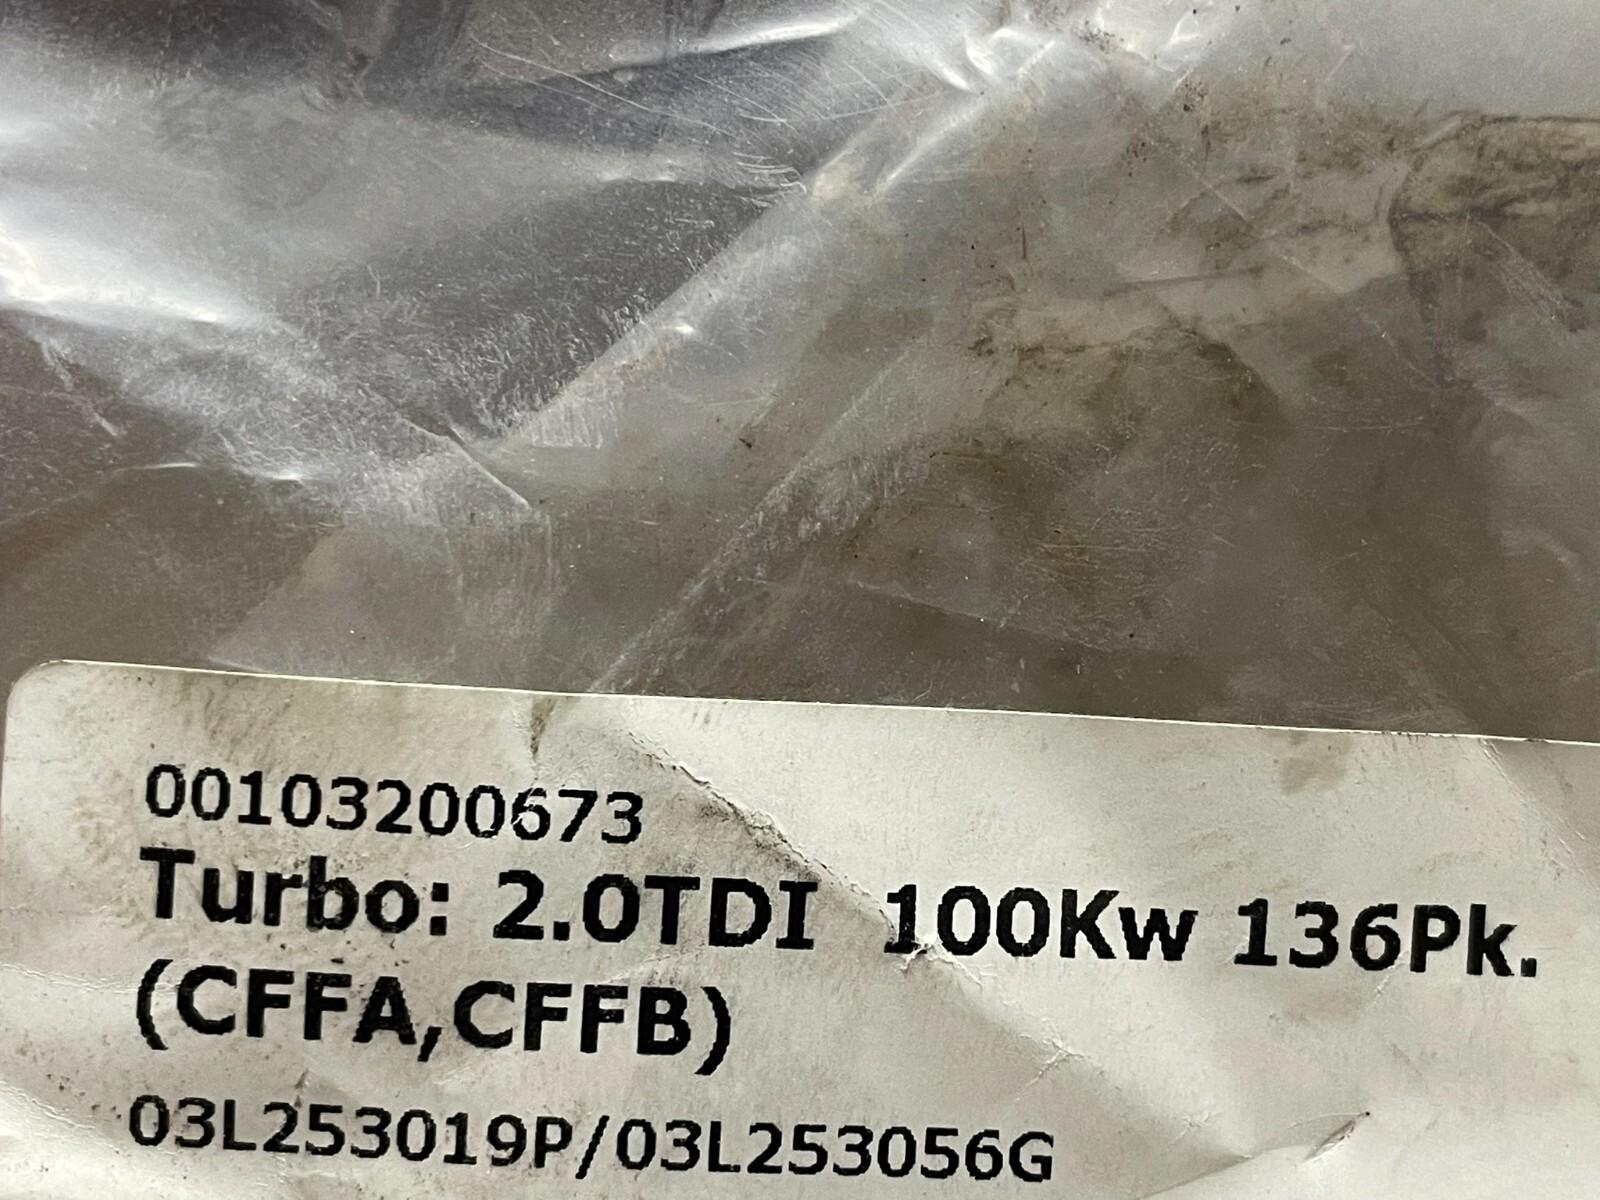 00103200673
Turbo: 2.0TDI 100Kw 136Pk.
(CFFA,CFFB)
03L253019P/03L253056G